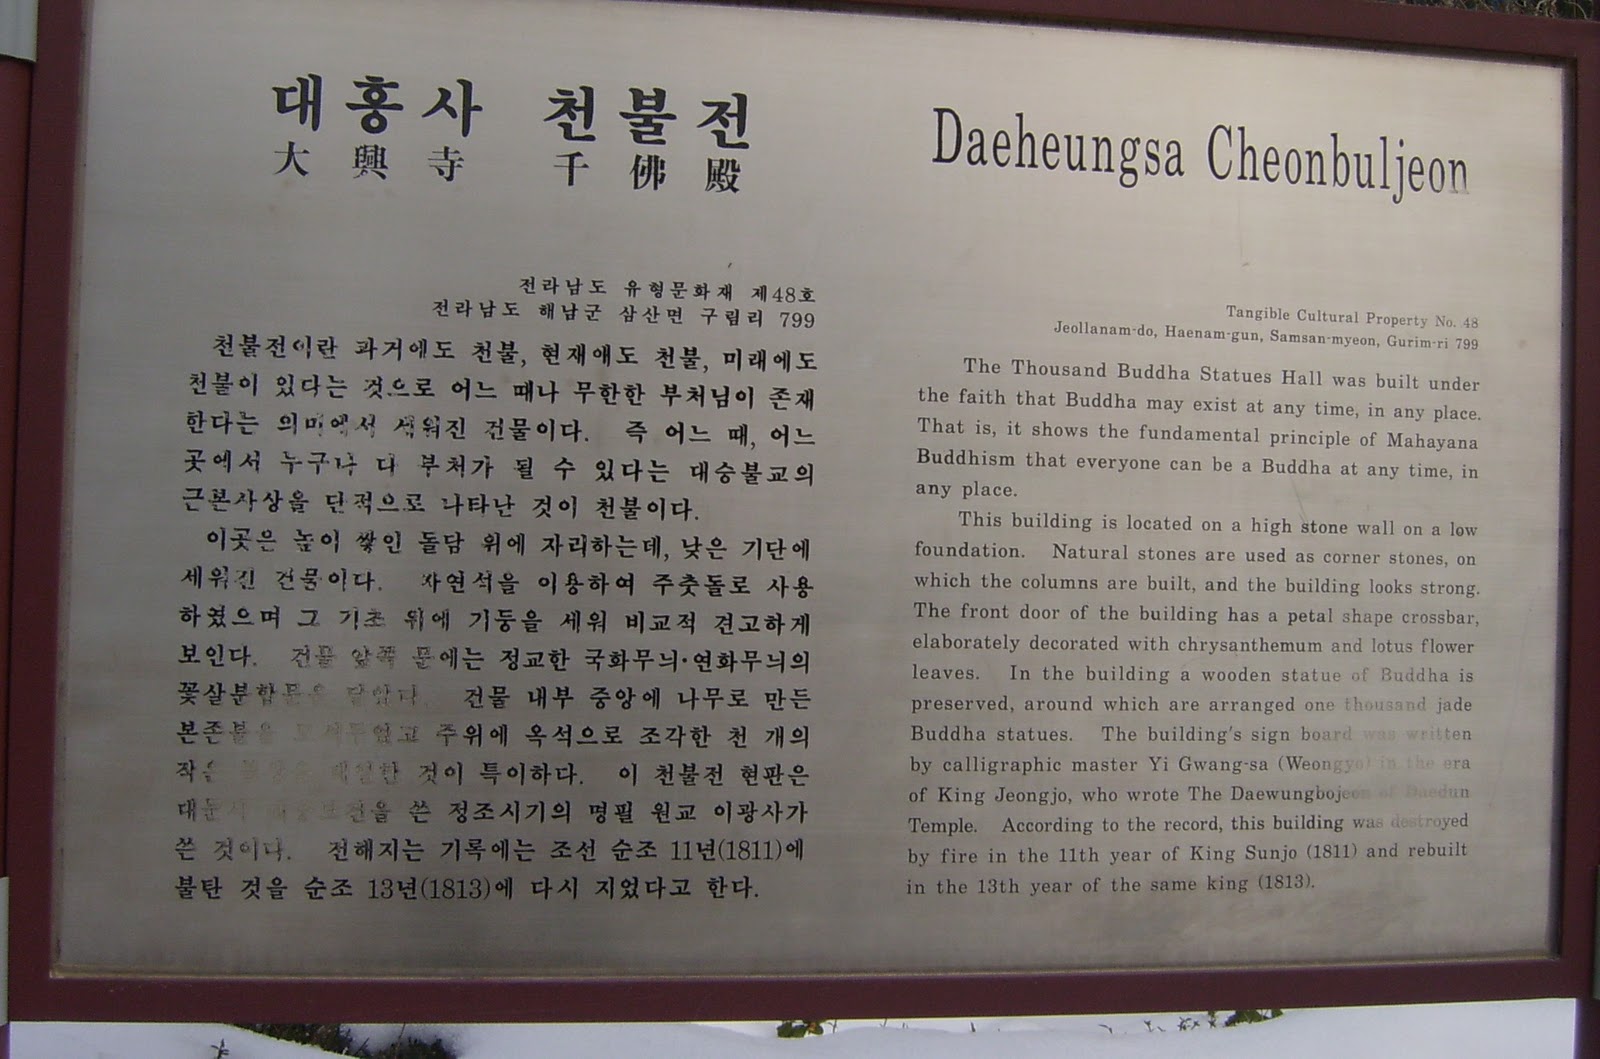 대흥사 천불전
大興寺 千佛殿
전라남도 유형문화재 제48호
전라남도 해남군 삼산면 구림리 799
천불전이란 과거에도 천불, 현재애도 천불, 미래에도
천불이 있다는 것으로 어느 때나 무한한 부처님이 존재
한다는 의미에서 세워진 건물이다. 즉 어느 때, 어느
곳에서 누구나 다 부처가 될 수 있다는 대승불교의
근본사상을 단적으로 나타난 것이 천불이다.
이곳은 높이 쌓인 돌담 위에 자리하는데, 낮은 기단에
세워진 건물이다. 자연석을 이용하여 주춧돌로 사용
하였으며 그 기초 위에 기둥을 세워 비교적 견고하게
보인다. 건물 앞쪽 문에는 정교한 국화무늬·연화무늬의
꽃살분합문을 달았다. 건물 내부 중앙에 나무로 만든
본존불을 모셔두었고 주위에 옥석으로 조각한 천 개의
작은 것이 특이하다. 이 천불전 현판은
쓴 정조시기의 명필 원교 이광사가
쓴 것이다. 전해지는 기록에는 조선 순조 11년(1811)에
불탄 것을 순조 13년(1813)에 다시 지었다고 한다.
Daeheungsa Cheonbuljeon
Tangible Cultural Property No. 48
Jeollanam-do, Haenam-gun, Samsan-myeon, Gurim-ri 799
The Thousand Buddha Statues Hall was built under
the faith that Buddha may exist at any time, in any place.
That is, it shows the fundamental principle of Mahayana
Buddhism that everyone can be a Buddha at any time, in
any place.
This building is located on a high stone wall on a low
foundation. Natural stones are used as corner stones, on
which the columns are built, and the building looks strong.
The front door of the building has a petal shape crossbar,
elaborately decorated with chrysanthemum and lotus flower
leaves. In the building a wooden statue of Buddha is
preserved, around which are arranged one thousand jade
Buddha statues. The building's sign board was written
by calligraphic master Yi Gwang-sa (Weongyo) in the era
of King Jeongjo, who wrote The Daewungbojeon of Daedun
Temple. According to the record, this building was destroyed
by fire in the 11th year of King Sunjo (1811) and rebuilt
in the 13th year of the same king (1813).